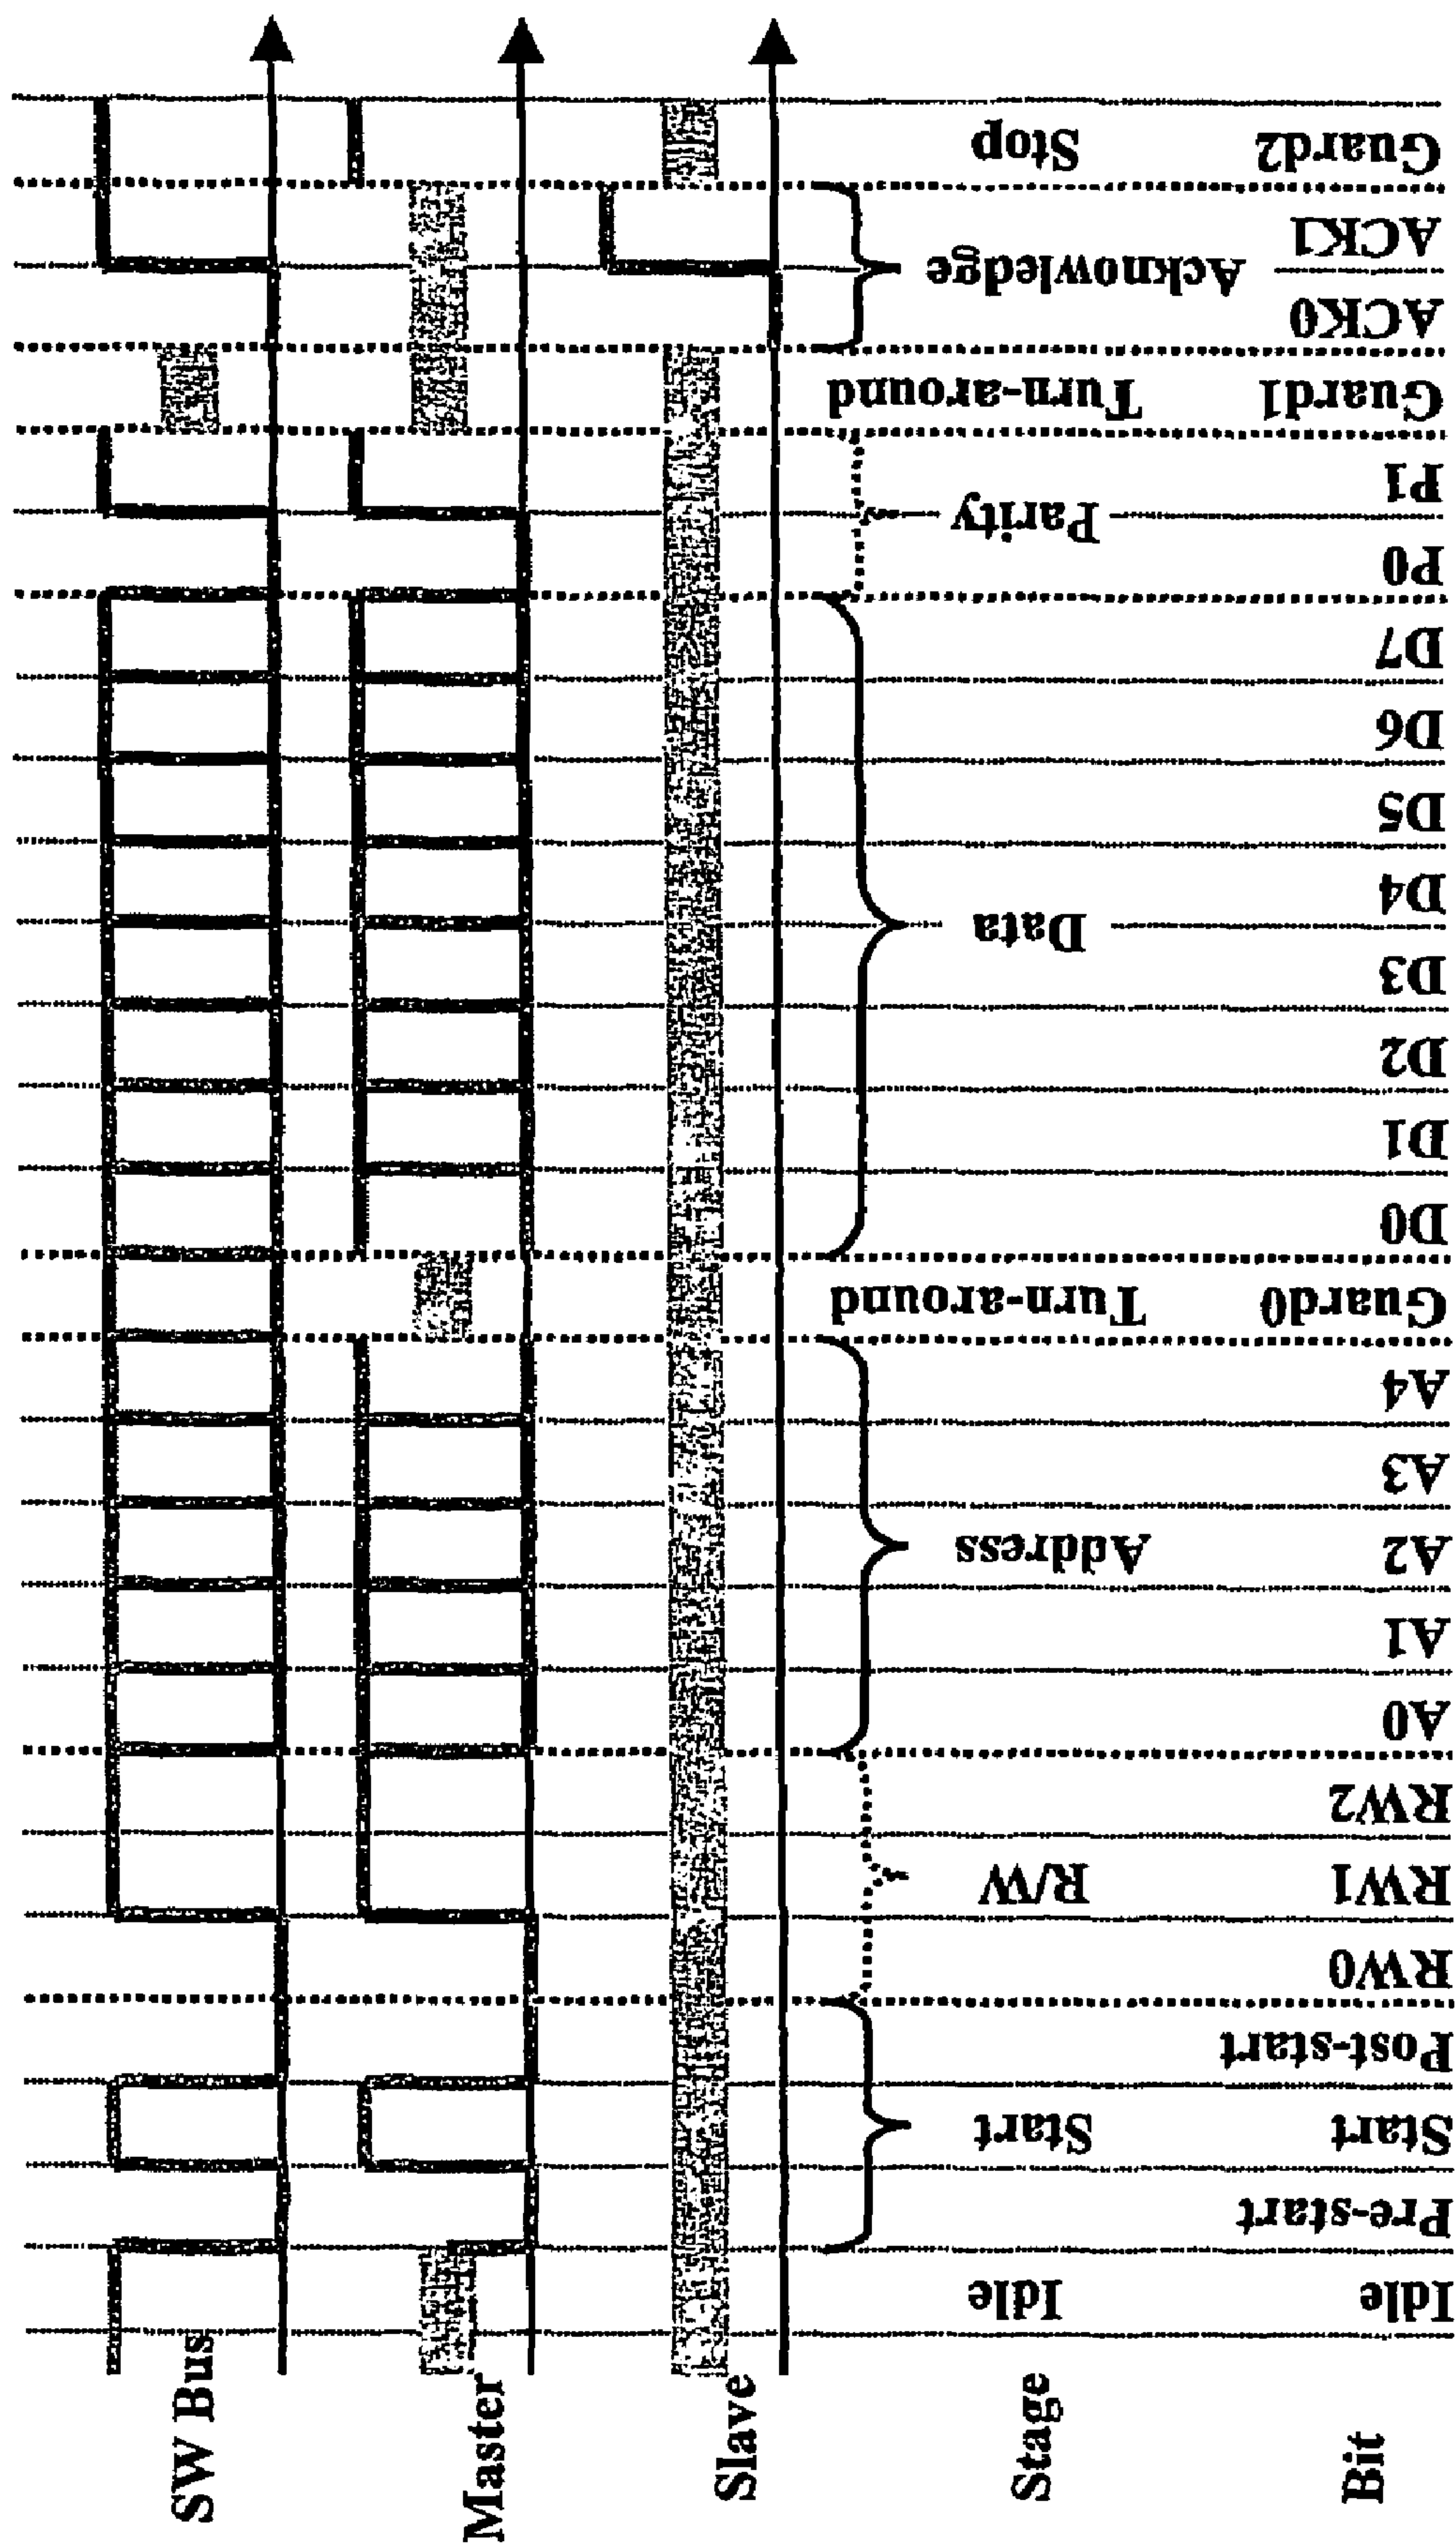 SW Bus
Master
Slave
Stage
Idle
Start
R/W
Address
Turn-around
Data
Parity
Turn-around
Acknowledge
Stop
Bit
Idle
Pre-start
Start
Post-start
RW0
RW1
RW2
A0
A1
A2
A3
A4
Guard0
D0
D1
D2
D3
D4
D5
D6
D7
P0
P1
Guard1
ACK0
ACK1
Guard2